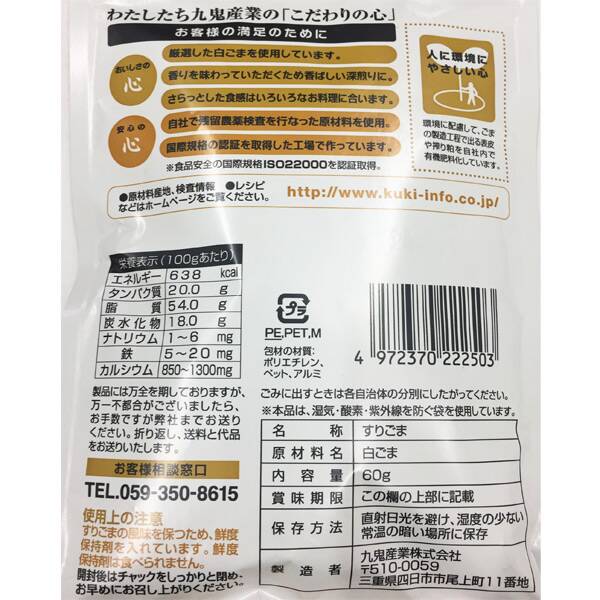 わたしたち九鬼産業の「こだわりの心」
お客様の満足のために
おいしさの
心
厳選した白ごまを使用しています。
香りを味わっていただくため香ばしい深煎りに。
さらっとした食感はいろいろなお料理に合います。
安心の
心
自社で残留農薬検査を行なった原材料を使用。
国際規格の認証を取得した工場で作っています。
※食品安全の国際規格ISO22000を認証取得。
人に環境に
やさしい心
環境に配慮して、ごま
の製造工程で出る表皮
や搾り粕を自社内で
有機肥料化しています。
●原材料産地、検査情報 ●レシピ
などはホームページをご覧ください。
http://www.kuki-info.co.jp/
栄養表示(100gあたり)
エネルギー 638 kcal
タンパク質 20.0 g
脂質 54.0 g
炭水化物 18.0 g
ナトリウム 1~6 mg
鉄 5~20 mg
カルシウム 850~1300mg
プラ
PE,PET,M
包材の材質:
ポリエチレン、
ペット、アルミ
4 972370 222503
製品には万全を期しておりますが、
万一不都合がございましたら、
お手数ですが弊社までお送り
ください。折り返し、送料と代品
をお送りいたします。
お客様相談窓口
TEL.059-350-8615
使用上の注意
すりごまの風味を保つため、鮮度
保持剤を入れています。鮮度
保持剤は食べられません。
開封後はチャックをしっかりと閉め、
お早めにお召し上がりください。
ごみに出すときは各自治体の分別にしたがってください。
※本品は、湿気・酸素・紫外線を防ぐ袋を使用しています。
名称 すりごま
原材料名 白ごま
内容量 60g
賞味期限 この欄の上部に記載
保存方法 直射日光を避け、湿度の少ない
常温の暗い場所に保存
製造者 九鬼産業株式会社
〒510-0059
三重県四日市市尾上町11番地